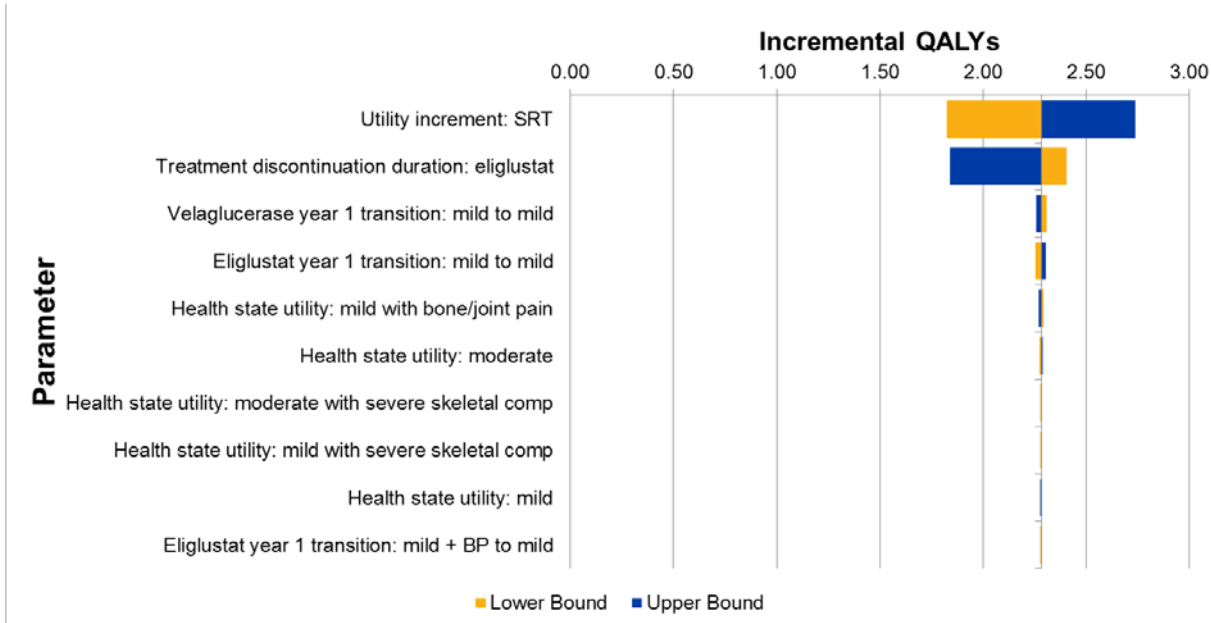 Incremental QALYs
0.00 0.50 1.00 1.50 2.00 2.50 3.00
Parameter
Utility increment: SRT
Treatment discontinuation duration: eliglustat
Velaglucerase year 1 transition: mild to mild
Eliglustat year 1 transition: mild to mild
Health state utility: mild with bone/joint pain
Health state utility: moderate
Health state utility: moderate with severe skeletal comp
Health state utility: mild with severe skeletal comp
Health state utility: mild
Eliglustat year 1 transition: mild + BP to mild
Lower Bound Upper Bound